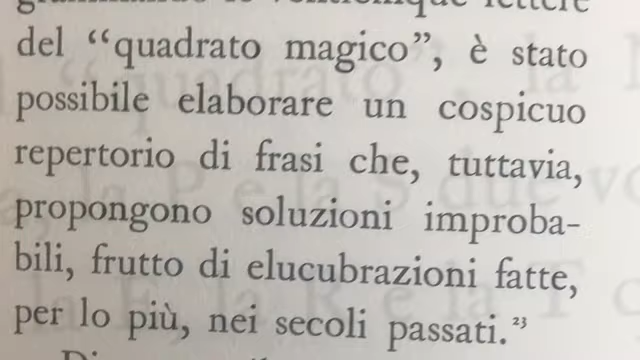 lettere
del “quadrato magico”, è stato
possibile elaborare un cospicuo
repertorio di frasi che, tuttavia,
propongono soluzioni improba-
bili, frutto di elucubrazioni fatte,
per lo più, nei secoli passati.²³